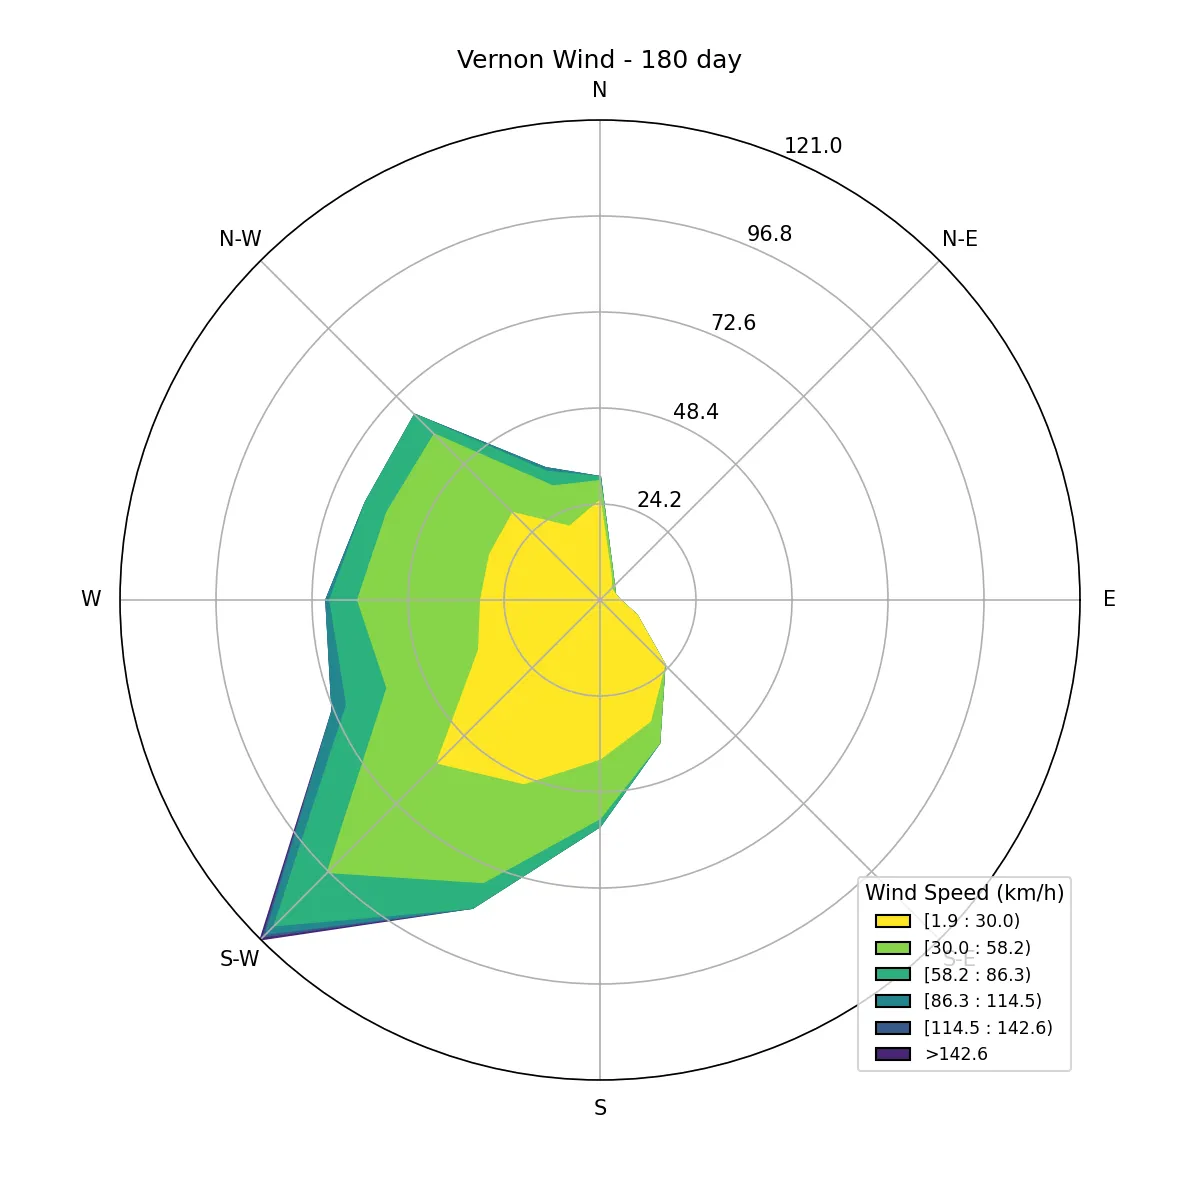 Vernon Wind - 180 day
N
121.0
N-W
96.8
N-E
72.6
48.4
24.2
W
E
Wind Speed (km/h)
[1.9 : 30.0)
[30.0 : 58.2)
S-W
S-E
[58.2 : 86.3)
[86.3 : 114.5)
[114.5 : 142.6)
>142.6
S